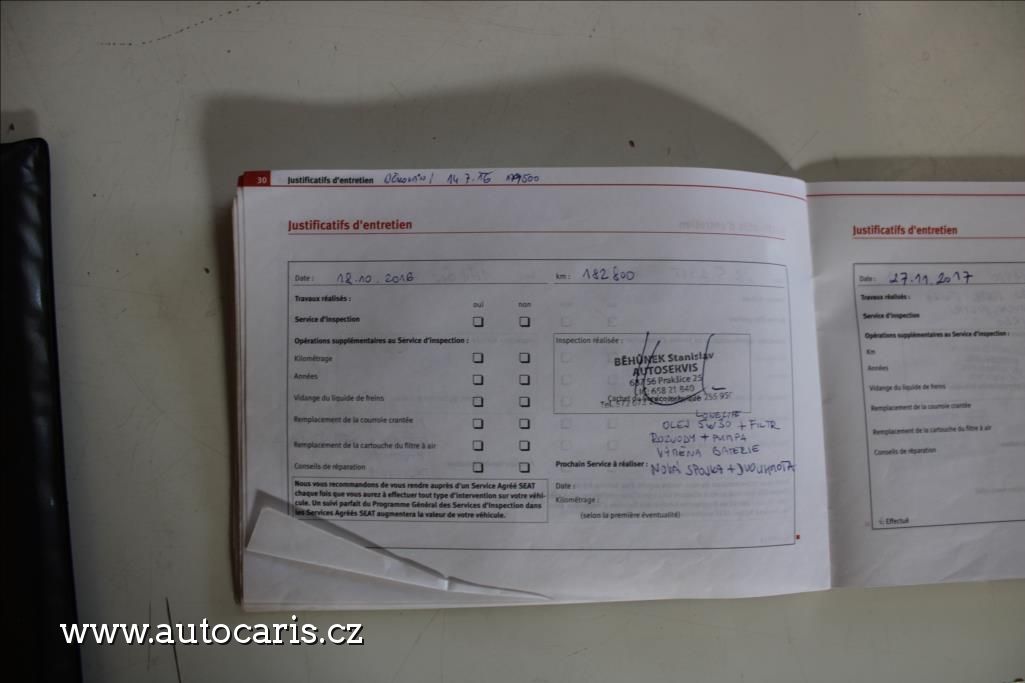 30 Justificatifs d'entretien 14.7.16
Justificatifs d'entretien
Date : 18.10.2016 km : 182800
Travaux réalisés :
oui non
Service d'inspection
Opérations supplémentaires au Service d'inspection :
Kilométrage
Années
Vidange du liquide de freins
Remplacement de la courroie crantée
Remplacement de la cartouche du filtre à air
Conseils de réparation
Nous vous recommandons de vous rendre auprès d'un Service Agréé SEAT
chaque fois que vous aurez à effectuer tout type d'intervention sur votre véhi-
cule. Un suivi parfait du Programme Général des Services d'Inspection dans
les Services Agréés SEAT augmentera la valeur de votre véhicule.
Inspection réalisée :
BĚHŮNEK Stanislav
AUTOSERVIS
687 56 Prakšice 25
OLEJ 5W30 + FILTR
ROZVODY + PUMPA
VÝMĚNA BATERIE
Prochain Service à réaliser : NOVÁ SPOJKA + DVOUHMOTA
Date :
Kilométrage :
(selon la première éventualité)
Justificatifs d'entretien
Date : 27.11.2017
Travaux réalisés :
Service d'inspection
Opérations supplémentaires au Service d'inspection :
Km
Années
Vidange du liquide de freins
Remplacement de la courroie crantée
Remplacement de la cartouche du filtre à air
Conseils de réparation
Effectué
www.autocaris.cz